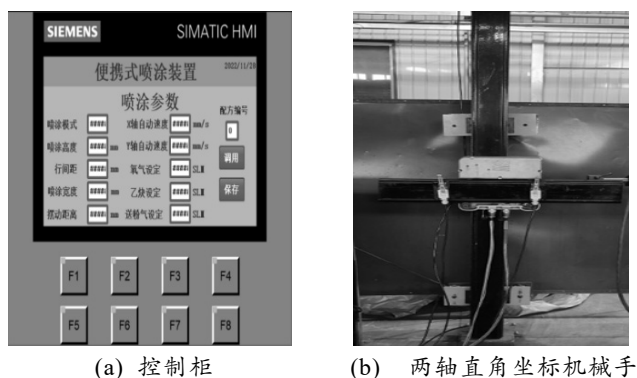 SIEMENS SIMATIC HMI
便携式喷涂装置 2022/11/28
喷涂参数
配方编号
喷涂模式 ##### X轴自动速度 ##### mm/s
0
喷涂高度 ##### mm Y轴自动速度 ##### mm/s
行间距 ##### mm 氧气设定 ##### SLM
调用
喷涂宽度 ##### mm 乙炔设定 ##### SLM
保存
摆动距离 ##### mm 送粉气设定 ##### SLM
F1 F2 F3 F4
F5 F6 F7 F8
(a) 控制柜
(b) 两轴直角坐标机械手